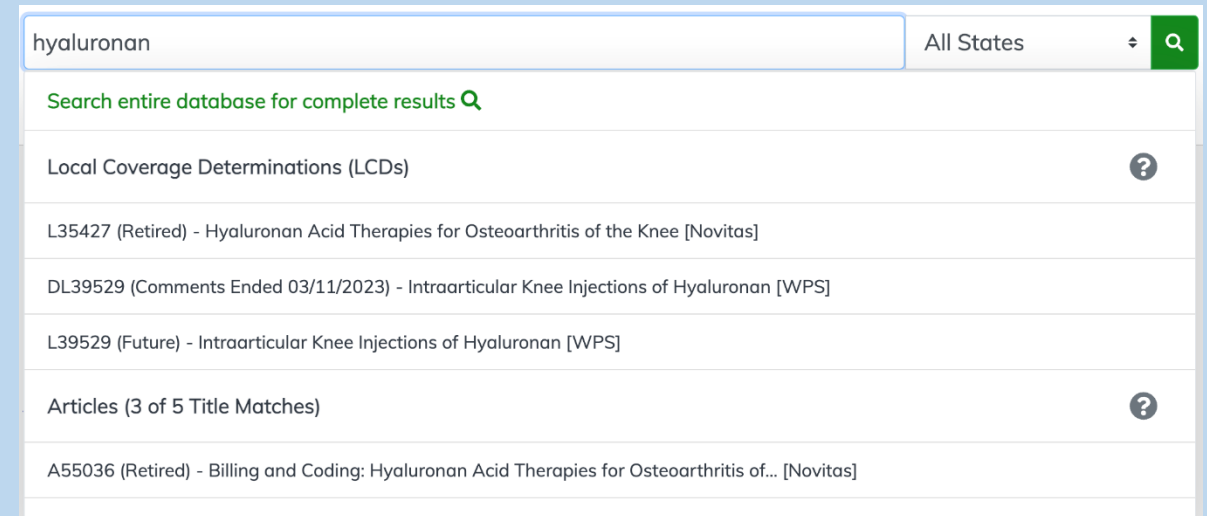 hyaluronan
All States
Search entire database for complete results
Local Coverage Determinations (LCDs)
L35427 (Retired) - Hyaluronan Acid Therapies for Osteoarthritis of the Knee [Novitas]
DL39529 (Comments Ended 03/11/2023) - Intraarticular Knee Injections of Hyaluronan [WPS]
L39529 (Future) - Intraarticular Knee Injections of Hyaluronan [WPS]
Articles (3 of 5 Title Matches)
A55036 (Retired) - Billing and Coding: Hyaluronan Acid Therapies for Osteoarthritis of... [Novitas]